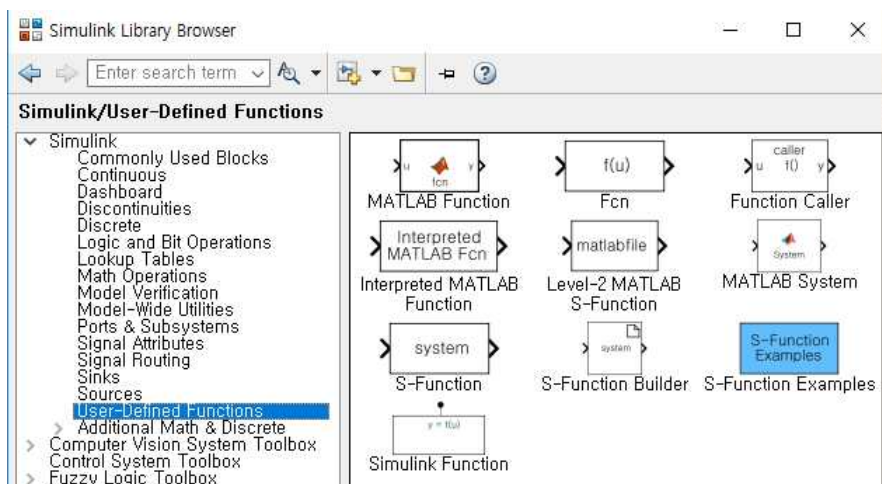 Simulink Library Browser
Enter search term
Simulink/User-Defined Functions
Simulink
Commonly Used Blocks
Continuous
Dashboard
Discontinuities
Discrete
Logic and Bit Operations
Lookup Tables
Math Operations
Model Verification
Model-Wide Utilities
Ports & Subsystems
Signal Attributes
Signal Routing
Sinks
Sources
User-Defined Functions
Additional Math & Discrete
Computer Vision System Toolbox
Control System Toolbox
Fuzzy Logic Toolbox
u y
fcn
MATLAB Function
f(u)
Fcn
caller
u f() y
Function Caller
Interpreted
MATLAB Fcn
Interpreted MATLAB
Function
matlabfile
Level-2 MATLAB
S-Function
System
MATLAB System
system
S-Function
system
S-Function Builder
S-Function
Examples
S-Function Examples
y = f(u)
Simulink Function